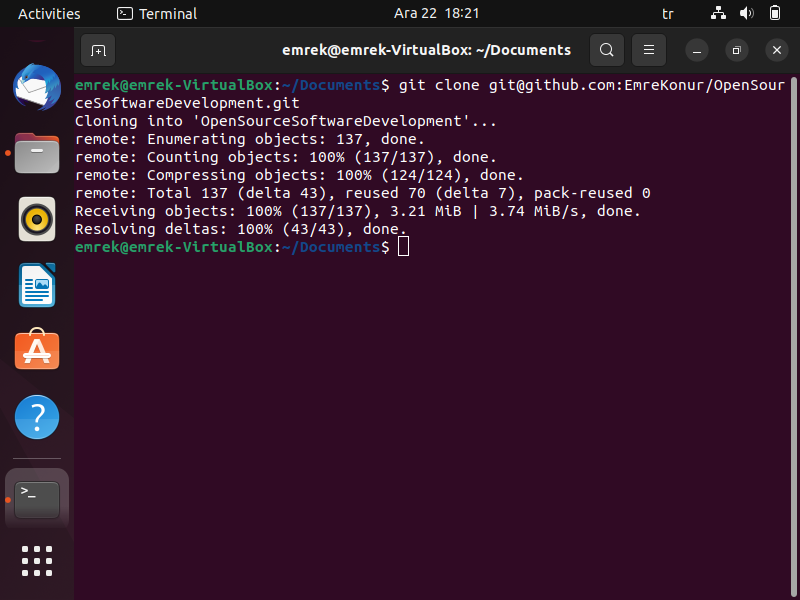 Activities
Terminal
Ara 22 18:21
tr
emrek@emrek-VirtualBox: ~/Documents
emrek@emrek-VirtualBox:~/Documents$ git clone git@github.com:EmreKonur/OpenSour
ceSoftwareDevelopment.git
Cloning into 'OpenSourceSoftwareDevelopment'...
remote: Enumerating objects: 137, done.
remote: Counting objects: 100% (137/137), done.
remote: Compressing objects: 100% (124/124), done.
remote: Total 137 (delta 43), reused 70 (delta 7), pack-reused 0
Receiving objects: 100% (137/137), 3.21 MiB | 3.74 MiB/s, done.
Resolving deltas: 100% (43/43), done.
emrek@emrek-VirtualBox:~/Documents$